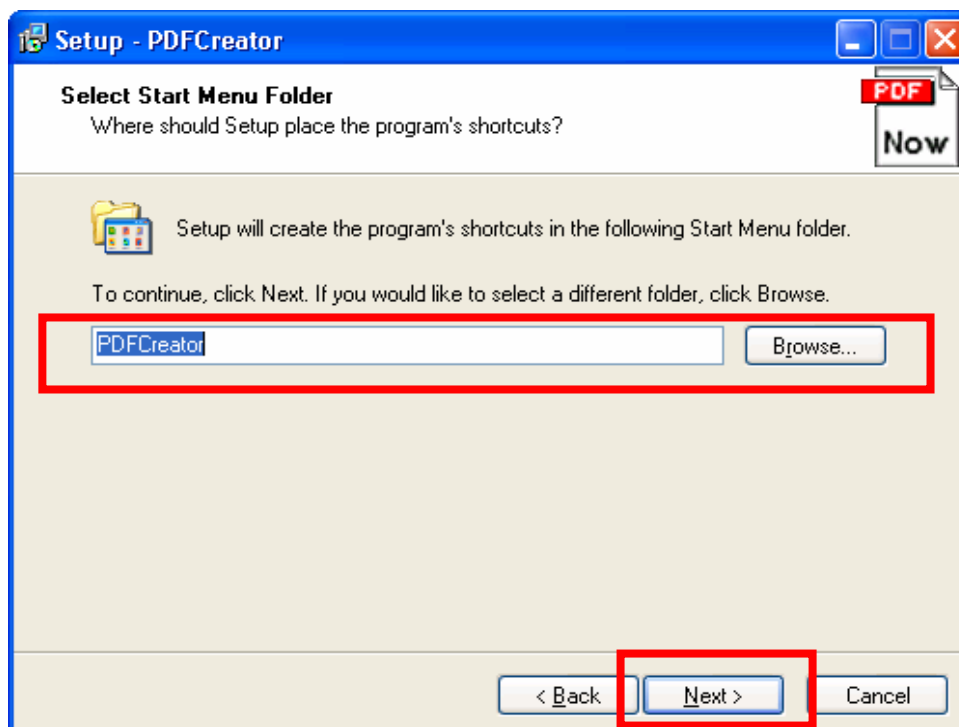 Setup - PDFCreator
Select Start Menu Folder
Where should Setup place the program's shortcuts?
PDF
Now
Setup will create the program's shortcuts in the following Start Menu folder.
To continue, click Next. If you would like to select a different folder, click Browse.
PDFCreator
Browse...
< Back
Next >
Cancel